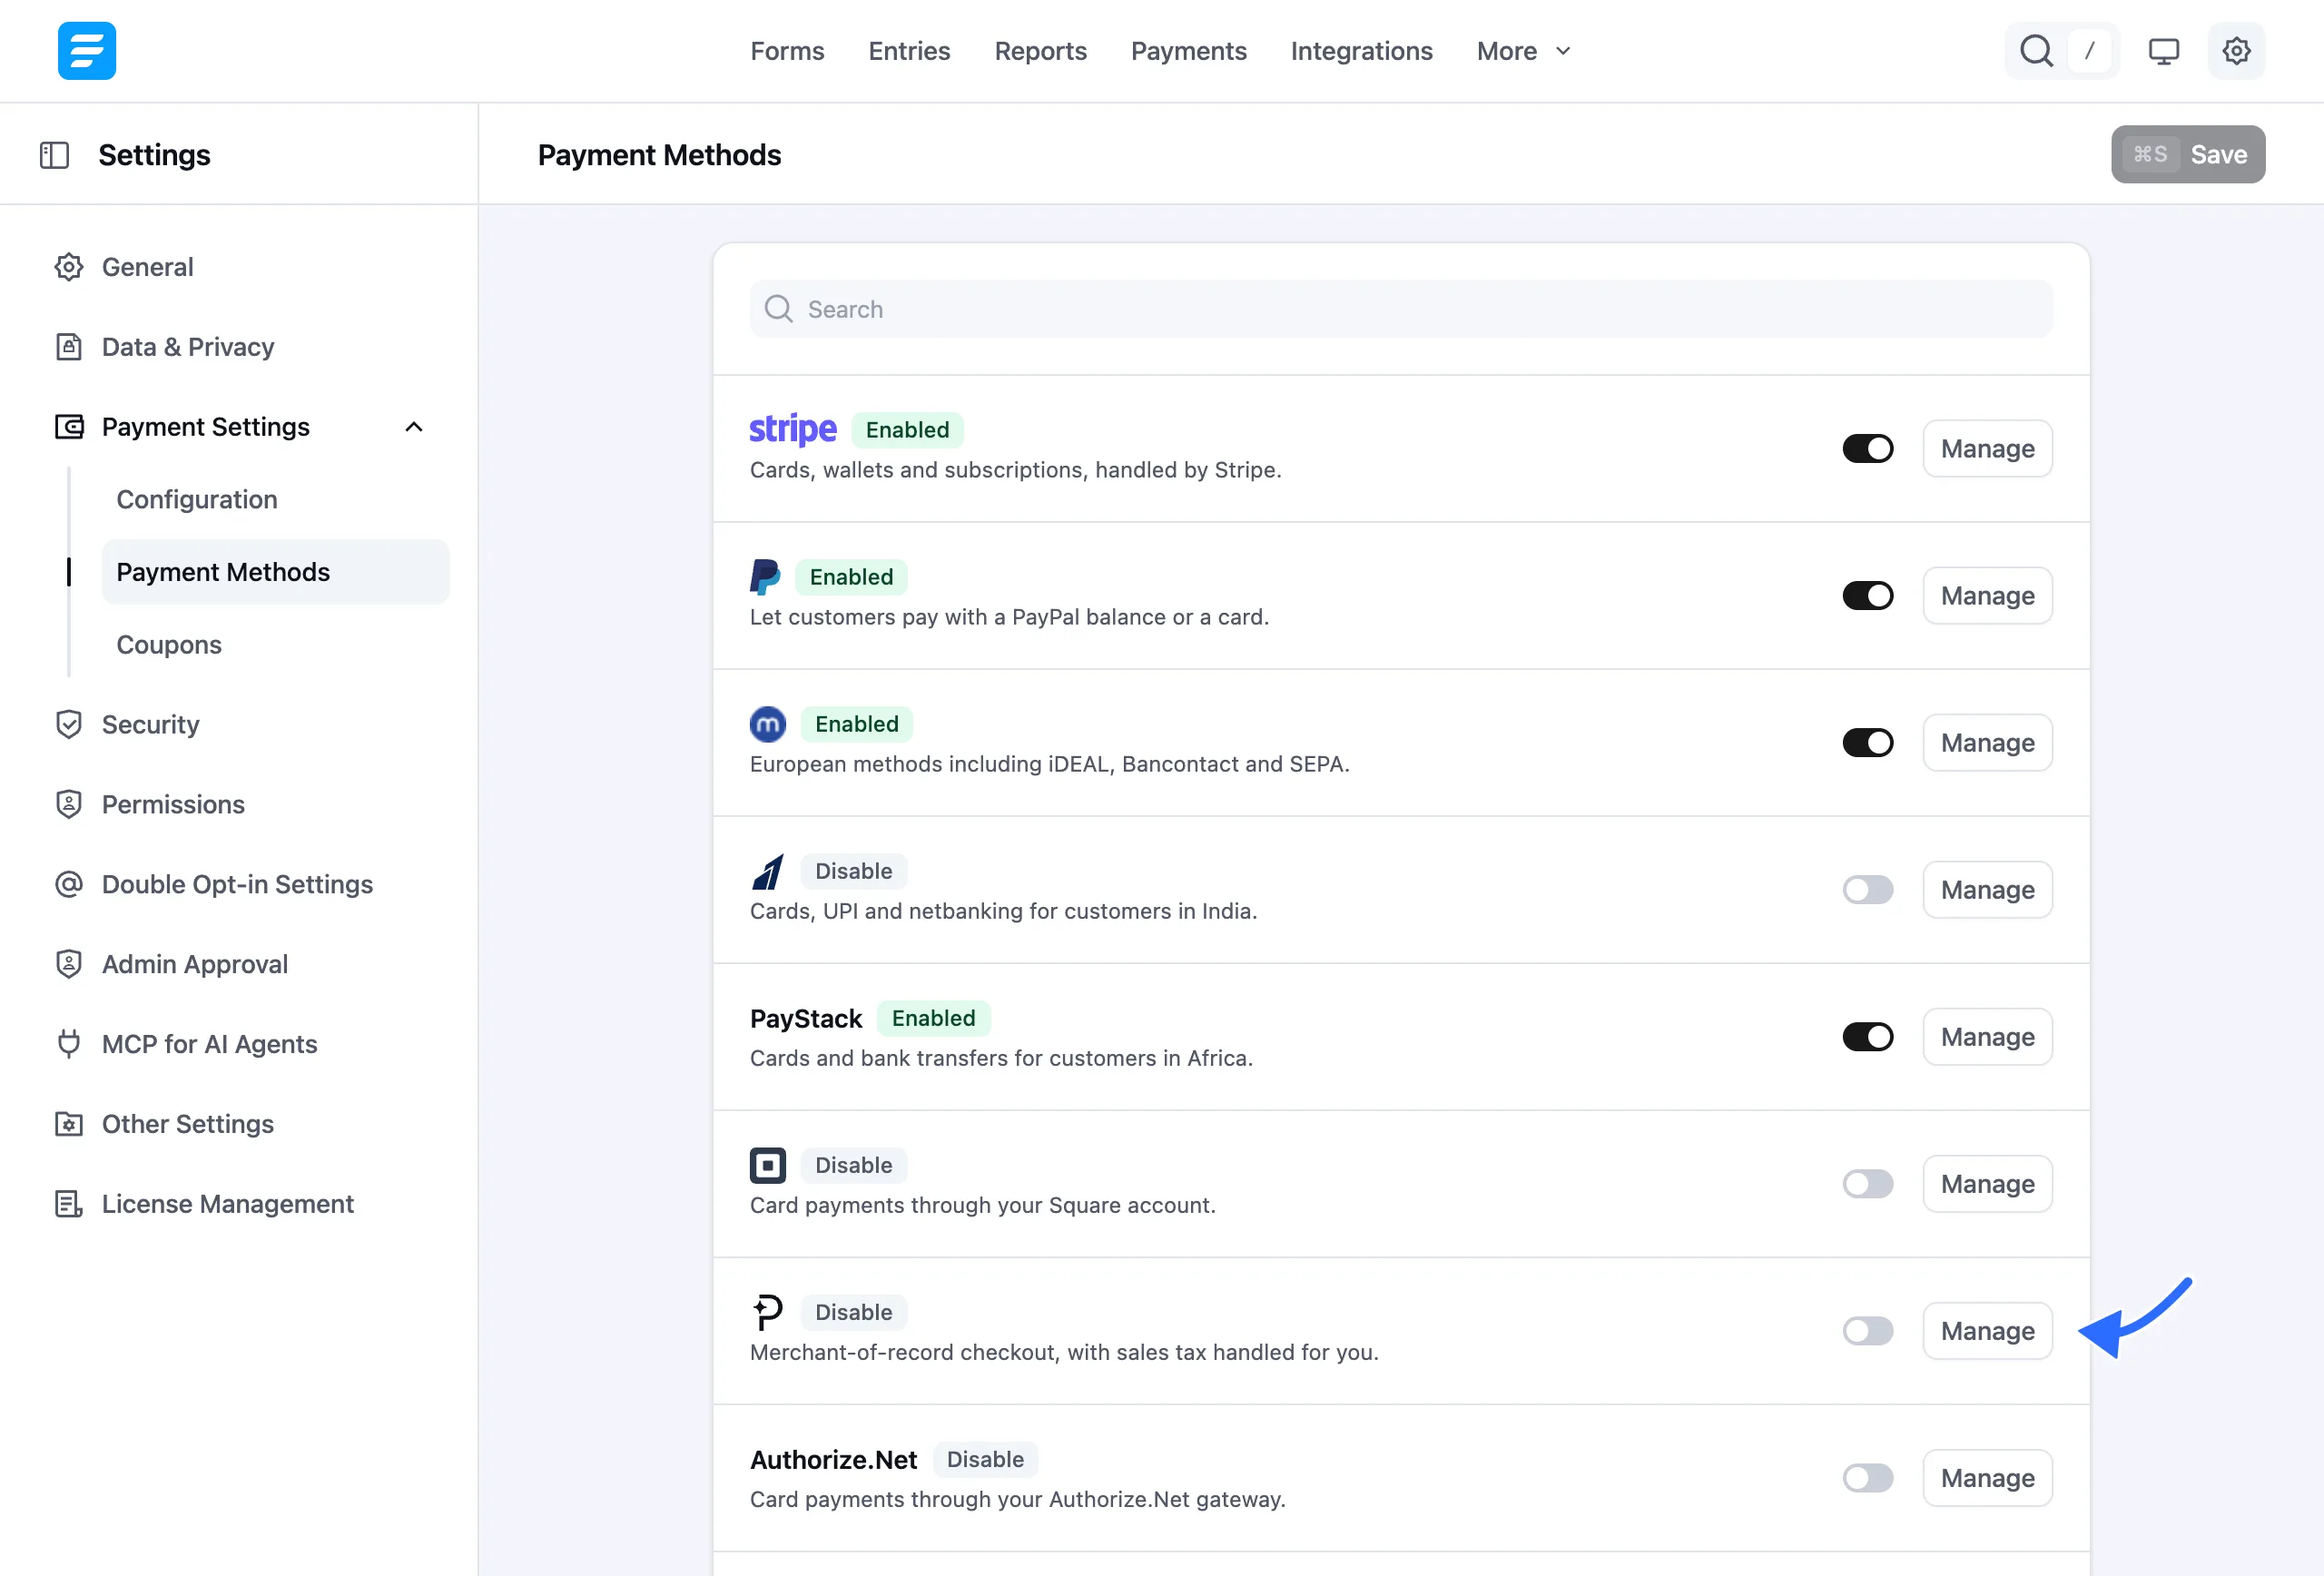 Forms Entries Reports Payments Integrations More /
Settings
Payment Methods
⌘S Save
General
Data & Privacy
Payment Settings
Configuration
Payment Methods
Coupons
Security
Permissions
Double Opt-in Settings
Admin Approval
MCP for AI Agents
Other Settings
License Management
Search
stripe Enabled
Cards, wallets and subscriptions, handled by Stripe.
Manage
Enabled
Let customers pay with a PayPal balance or a card.
Manage
m Enabled
European methods including iDEAL, Bancontact and SEPA.
Manage
Disable
Cards, UPI and netbanking for customers in India.
Manage
PayStack Enabled
Cards and bank transfers for customers in Africa.
Manage
Disable
Card payments through your Square account.
Manage
Disable
Merchant-of-record checkout, with sales tax handled for you.
Manage
Authorize.Net Disable
Card payments through your Authorize.Net gateway.
Manage